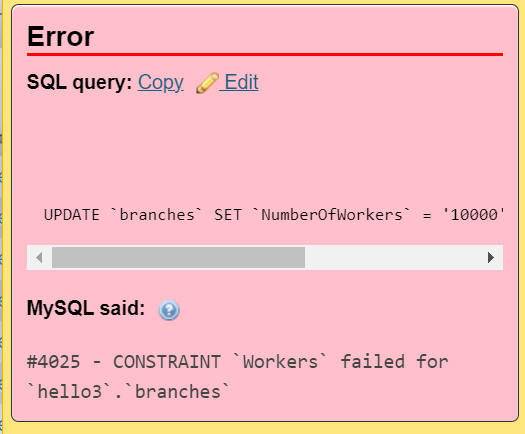 Error
SQL query: Copy Edit
UPDATE `branches` SET `NumberOfWorkers` = '10000'
MySQL said:
#4025 - CONSTRAINT `Workers` failed for
`hello3`.`branches`